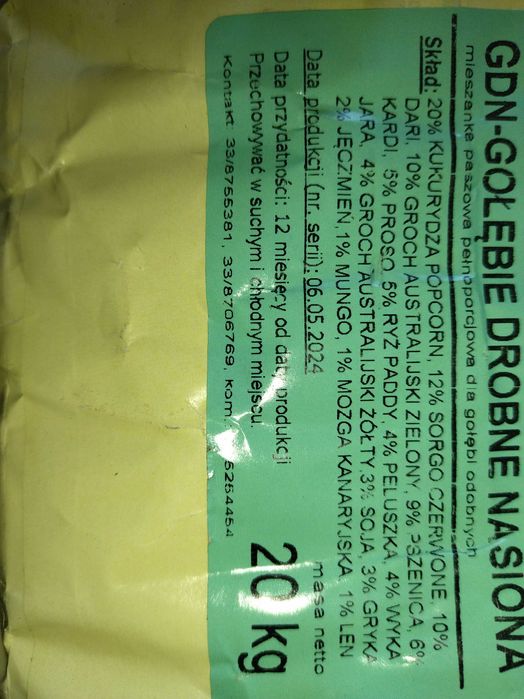 GDN-GOŁĘBIE DROBNE NASIONA
mieszanka paszowa pełnoporcjowa dla gołębi odobnych
Skład: 20% KUKURYDZA POPCORN, 12% SORGO CZERWONE, 10%
DARI, 10% GROCH AUSTRALIJSKI ZIELONY, 9% PSZENICA, 6%
KARDI, 5% PROSO, 5% RYŻ PADDY, 4% PELUSZKA, 4% WYKA
JARA, 4% GROCH AUSTRALIJSKI ŻÓŁTY,3% SOJA, 3% GRYKA
2% JĘCZMIEŃ,1% MUNGO, 1% MOZGA KANARYJSKA, 1% LEN
Data produkcji (nr. serii): 06.05.2024
masa netto
Data przydatności: 12 miesięcy od daty produkcji
20 kg
Przechowywać w suchym i chłodnym miejscu.
Kontakt: 33/8755381, 33/8706769, kom. 5254454